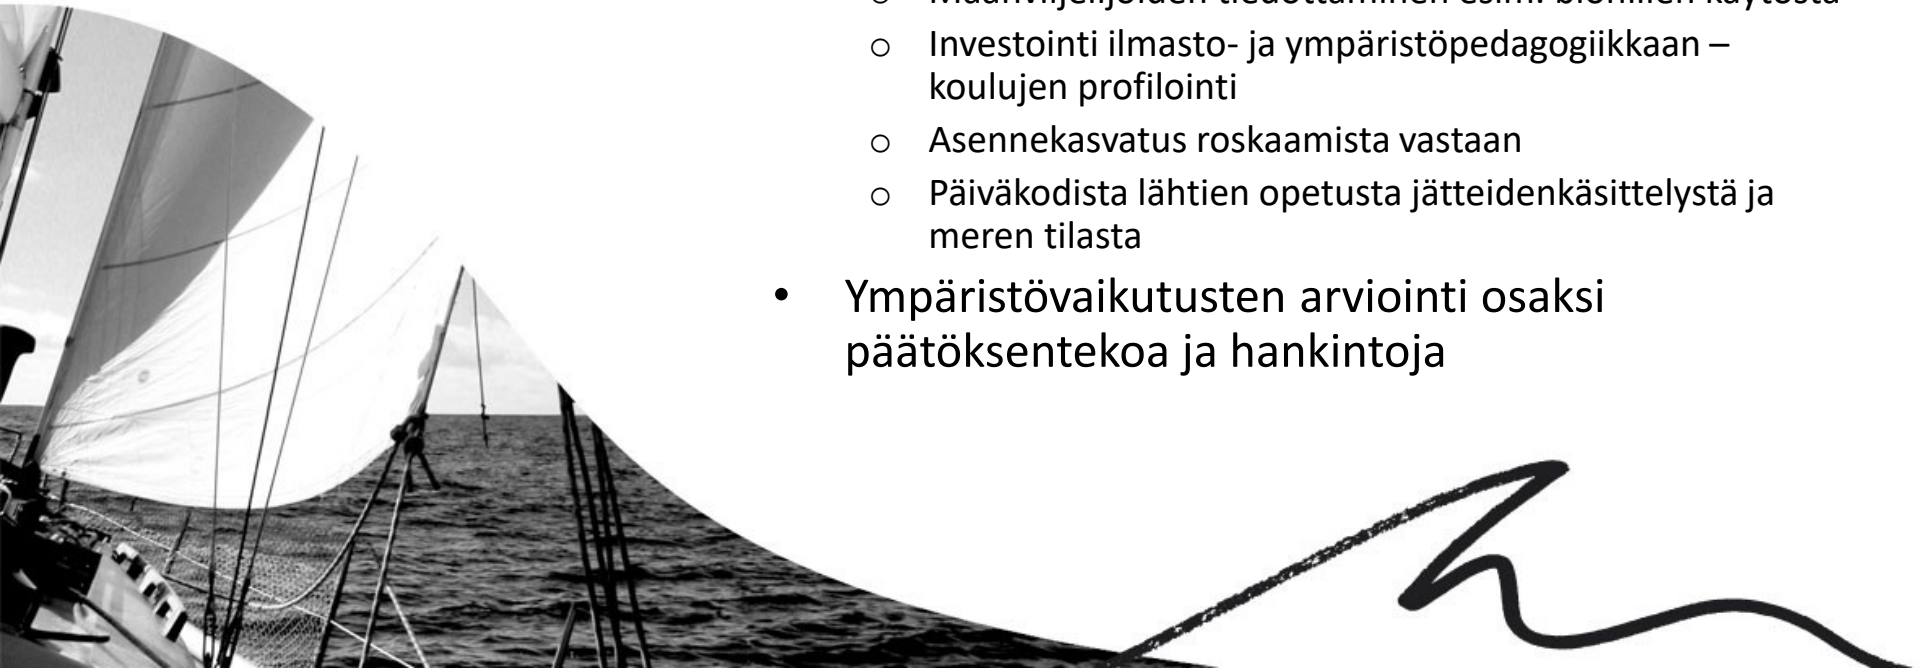 o Investointi ilmasto- ja ympäristöpedagogiikkaan –
koulujen profilointi
o Asennekasvatus roskaamista vastaan
o Päiväkodista lähtien opetusta jätteidenkäsittelystä ja
meren tilasta
• Ympäristövaikutusten arviointi osaksi
päätöksentekoa ja hankintoja